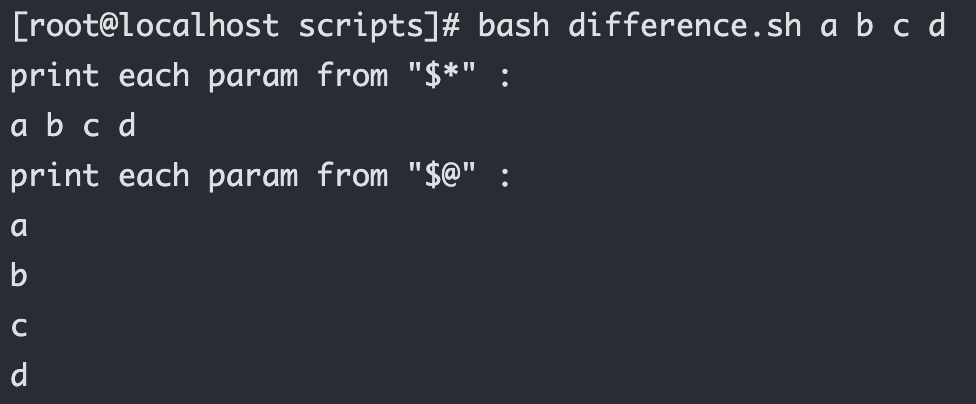 [root@localhost scripts]# bash difference.sh a b c d
print each param from "$*" :
a b c d
print each param from "$@" :
a
b
c
d